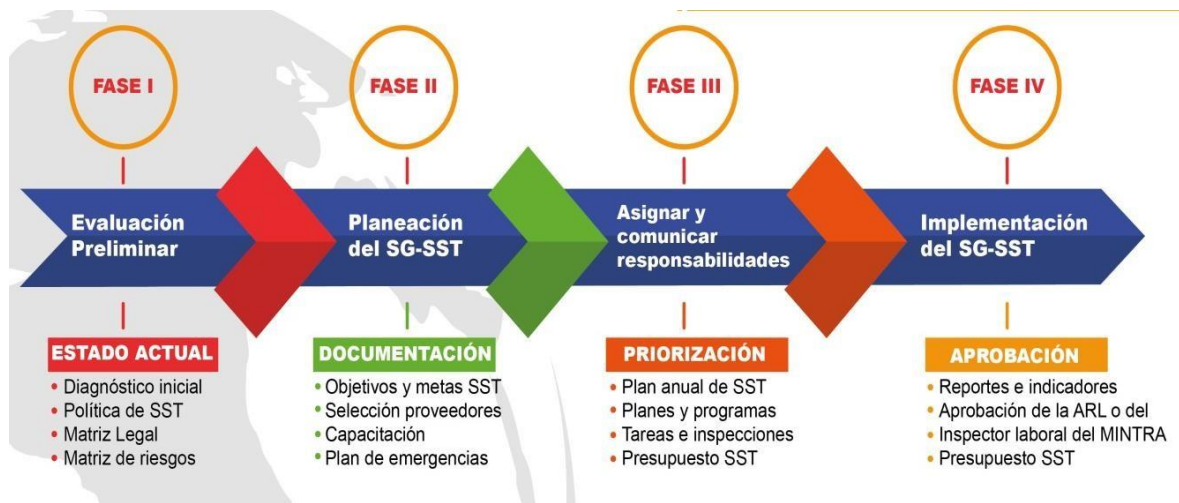 FASE I
FASE II
FASE III
FASE IV
Evaluación
Preliminar
Planeación
del SG-SST
Asignar y
comunicar
responsabilidades
Implementación
del SG-SST
ESTADO ACTUAL
• Diagnóstico inicial
• Política de SST
• Matriz Legal
• Matriz de riesgos
DOCUMENTACIÓN
• Objetivos y metas SST
• Selección proveedores
• Capacitación
• Plan de emergencias
PRIORIZACIÓN
• Plan anual de SST
• Planes y programas
• Tareas e inspecciones
• Presupuesto SST
APROBACIÓN
• Reportes e indicadores
• Aprobación de la ARL o del
• Inspector laboral del MINTRA
• Presupuesto SST